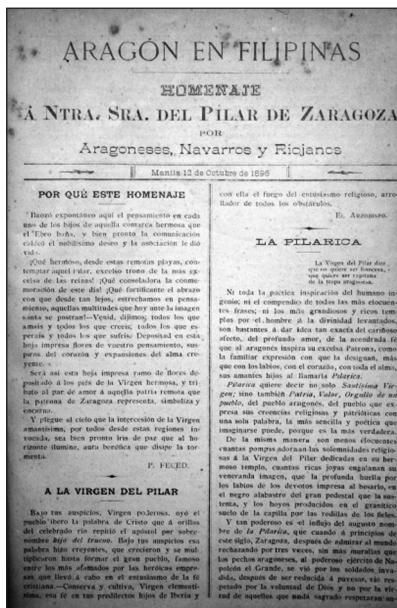 ARAGÓN EN FILIPINAS
HOMENAJE
Á NTRA. SRA. DEL PILAR DE ZARAGOZA
POR
Aragoneses, Navarros y Riojanos
Manila 12 de Octubre de 1896
POR QUÉ ESTE HOMENAJE
Brotó expontáneo aquí el pensamiento en cada
uno de los hijos de aquella comarca hermosa que
el Ebro baña, y bien pronto la comunicación
caldeó el nobilísimo deseo y la asociación le dió
vida.
¡Qué hermoso, desde estas remotas playas, con-
templar aquel pilar, excelso trono de la más ex-
celsa de las reinas! ¡Qué consoladora la conme-
moración de este día! ¡Qué fortificante el abrazo
con que desde tan lejos, estrechamos en pensa-
miento, aquellas multitudes que hoy ante la imagen
santa se postran!—Venid, dijimos, todos los que
amais y todos los que creeis; todos los que es-
perais y todos los que sufrís; Depositad en esta
hoja impresa flores de vuestro pensamiento, sus-
piros del corazón y expansiones del alma cre-
yente.
Será así esta hoja impresa ramo de flores de-
positado á los piés de la Virgen hermosa, y tri-
buto al par de amor á aquella patria remota que
la patrona de Zaragoza representa, simboliza y
encierra.
Y plegue al cielo que la intercesión de la Virgen
amantísima, por todos desde estas regiones in-
vocada, sea bien pronto iris de paz que al ho-
rizonte ilumine, aura benéfica que disipe la tor-
menta.
P. FECED.
A LA VIRGEN DEL PILAR
Bajo tus auspicios, Virgen poderosa, oyó el
pueblo ibero la palabra de Cristo que á orillas
del celebrado río repitió el apóstol por sobre-
nombre hijo del trueno. Bajo tus auspicios esa
palabra hizo creyentes, que crecieron y se mul-
tiplicaron hasta formar el gran pueblo, famoso
entre los más afamados por las heróicas empre-
sas que llevó á cabo en el entusiasmo de la fé
cristiana.—Conserva y cultiva, Virgen clementí-
sima, esa fé en tus predilectos hijos de Iberia y
con ella el fuego del entusiasmo religioso, arro-
llador de todos los obstáculos.
EL ARZOBISPO.
LA PILARICA
La Virgen del Pilar dice,
que no quiere ser francesa,
que quiere ser capitana
de la tropa aragonesa.
Ni toda la poética inspiración del humano in-
genio; ni el compendio de todas las más elocuen-
tes frases; ni los más grandiosos y ricos tem-
plos por el hombre á la divinidad levantados,
son bastantes á dar idea tan exacta del cariñoso
afecto, del profundo amor, de la acendrada fé
que al aragonés inspira su excelsa Patrona, como
la familiar expresión con que la designan, más
que con los labios, con el corazón, con toda el alma,
sus amantes hijos al llamarla Pilarica.
Pilarica quiere decir no solo Santísima Vir-
gen; sino también Patria, Valor, Orgullo de un
pueblo, del pueblo aragonés, del pueblo que ex-
presa sus creencias religiosas y patrióticas con
una sola palabra, la más sencilla y poética que
imaginarse puede, porque es la más verdadera.
De la misma manera son menos elocuentes
cuantas pompas adornan las solemnidades religio-
sas á la Virgen del Pilar dedicadas en su her-
moso templo, cuantas ricas joyas engalanan su
veneranda imagen, que la profunda huella por
los labios de los devotos impresa al besarlo, en
el negro alabastro del gran pedestal que la sus-
tenta, y los hoyos producidos en el granítico
suelo de la capilla por las rodillas de los fieles.
Y tan poderoso es el influjo del augusto nom-
bre de la Pilarica, que cuando á principios de
este siglo, Zaragoza, después de admirar al mundo
rechazando por tres veces, sin más murallas que
los pechos aragoneses, al poderoso ejército de Na-
poleón el Grande, se vió por los soldados inva-
dida, después de ser reducida á pavesas, vió res-
petado por la voluntad de Dios y no por la vir-
tud de aquellos que nada sagrado respetaron su